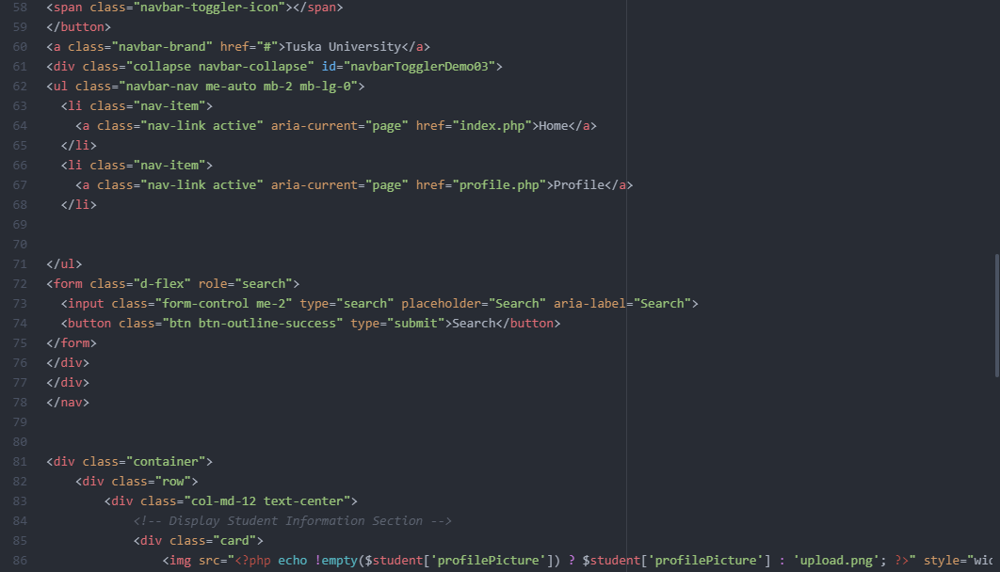 58 <span class="navbar-toggler-icon"></span>
59 </button>
60 <a class="navbar-brand" href="#">Tuska University</a>
61 <div class="collapse navbar-collapse" id="navbarTogglerDemo03">
62 <ul class="navbar-nav me-auto mb-2 mb-lg-0">
63   <li class="nav-item">
64     <a class="nav-link active" aria-current="page" href="index.php">Home</a>
65   </li>
66   <li class="nav-item">
67     <a class="nav-link active" aria-current="page" href="profile.php">Profile</a>
68   </li>
69
70
71 </ul>
72 <form class="d-flex" role="search">
73   <input class="form-control me-2" type="search" placeholder="Search" aria-label="Search">
74   <button class="btn btn-outline-success" type="submit">Search</button>
75 </form>
76 </div>
77 </div>
78 </nav>
79
80
81 <div class="container">
82     <div class="row">
83         <div class="col-md-12 text-center">
84             <!-- Display Student Information Section -->
85             <div class="card">
86                 <img src="<?php echo !empty($student['profilePicture']) ? $student['profilePicture'] : 'upload.png'; ?>" style="wid